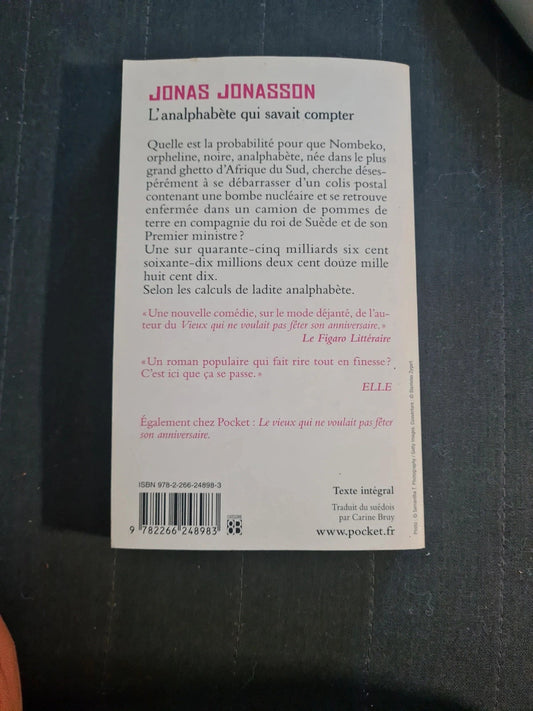 JONAS JONASSON
L'analphabète qui savait compter
Quelle est la probabilité pour que Nombeko,
orpheline, noire, analphabète, née dans le plus
grand ghetto d'Afrique du Sud, cherche déses-
pérément à se débarrasser d'un colis postal
contenant une bombe nucléaire et se retrouve
enfermée dans un camion de pommes de
terre en compagnie du roi de Suède et de son
Premier ministre ?
Une sur quarante-cinq milliards six cent
soixante-dix millions deux cent douze mille
huit cent dix.
Selon les calculs de ladite analphabète.
« Une nouvelle comédie, sur le mode déjanté, de l'au-
teur du Vieux qui ne voulait pas fêter son anniversaire. »
Le Figaro Littéraire
« Un roman populaire qui fait rire tout en finesse ?
C'est ici que ça se passe. »
ELLE
Également chez Pocket : Le vieux qui ne voulait pas fêter
son anniversaire.
ISBN 978-2-266-24898-3
9 782266 248983
Texte intégral
Traduit du suédois
par Carine Bruy
www.pocket.fr
Photo : © Samantha T. Photography / Getty Images. Couverture : ©